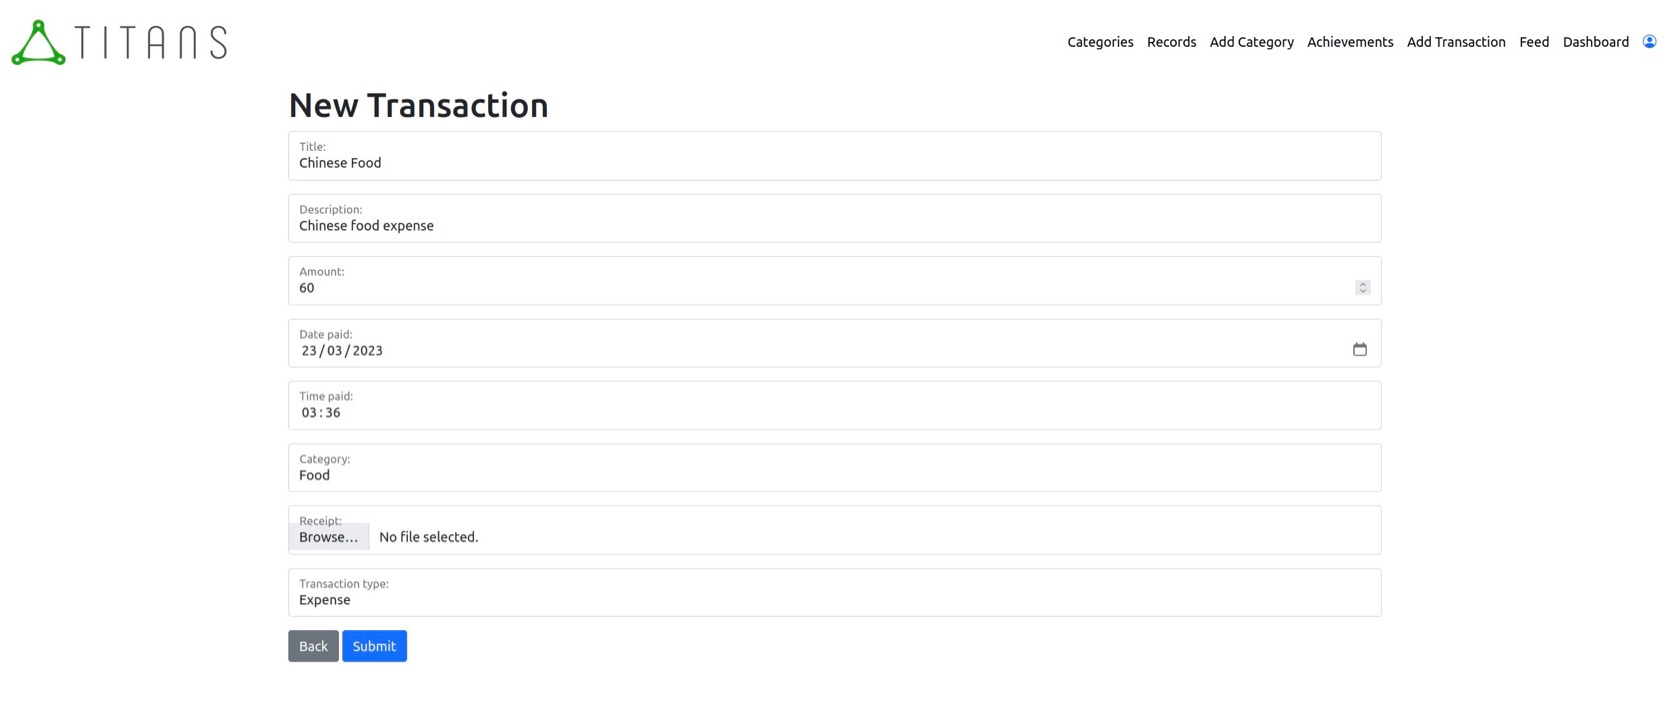 TITANS
Categories Records Add Category Achievements Add Transaction Feed Dashboard
New Transaction
Title:
Chinese Food
Description:
Chinese food expense
Amount:
60
Date paid:
23/03/2023
Time paid:
03:36
Category:
Food
Receipt:
Browse... No file selected.
Transaction type:
Expense
Back Submit